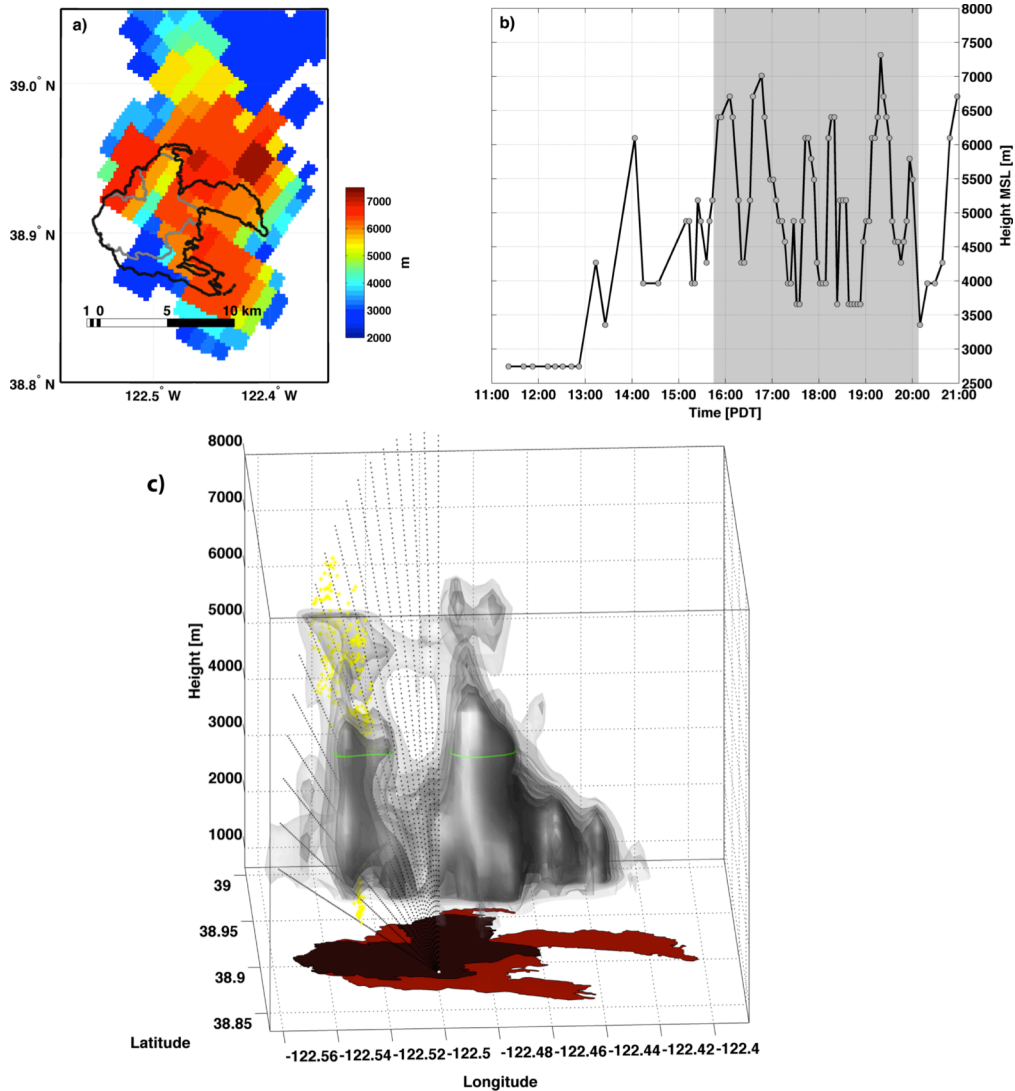 a)
39.0° N
38.9° N
38.8° N
122.5° W
122.4° W
1 0 5 10 km
7000
6000
5000
4000
3000
2000
m
b)
8000
7500
7000
6500
6000
5500
5000
4500
4000
3500
3000
2500
Height MSL [m]
11:00 12:00 13:00 14:00 15:00 16:00 17:00 18:00 19:00 20:00 21:00
Time [PDT]
c)
8000
7000
6000
5000
4000
3000
2000
1000
Height [m]
39
38.95
38.9
38.85
Latitude
-122.56 -122.54 -122.52 -122.5 -122.48 -122.46 -122.44 -122.42 -122.4
Longitude